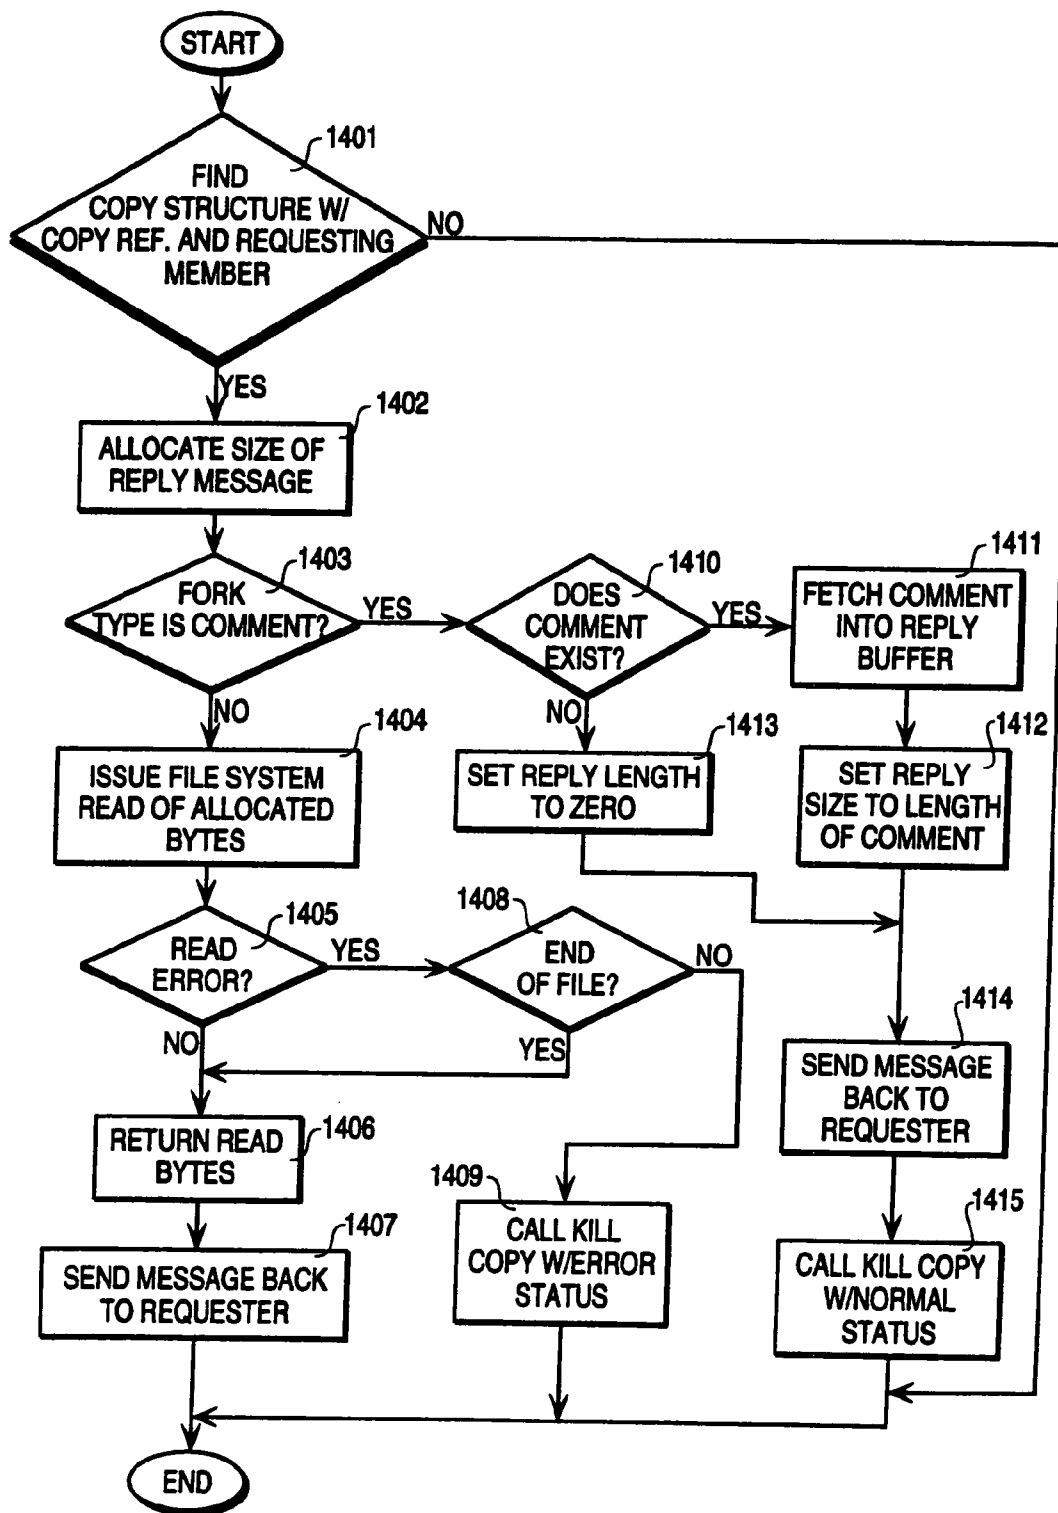 START
1401
FIND
COPY STRUCTURE W/
COPY REF. AND REQUESTING
MEMBER
NO
YES
1402
ALLOCATE SIZE OF
REPLY MESSAGE
1403
FORK
TYPE IS COMMENT?
YES
NO
1410
DOES
COMMENT
EXIST?
YES
NO
1411
FETCH COMMENT
INTO REPLY
BUFFER
1404
ISSUE FILE SYSTEM
READ OF ALLOCATED
BYTES
1413
SET REPLY LENGTH
TO ZERO
1412
SET REPLY
SIZE TO LENGTH
OF COMMENT
1405
READ
ERROR?
YES
NO
1408
END
OF FILE?
NO
YES
1414
SEND MESSAGE
BACK TO
REQUESTER
1406
RETURN READ
BYTES
1409
CALL KILL
COPY W/ERROR
STATUS
1415
CALL KILL COPY
W/NORMAL
STATUS
1407
SEND MESSAGE BACK
TO REQUESTER
END